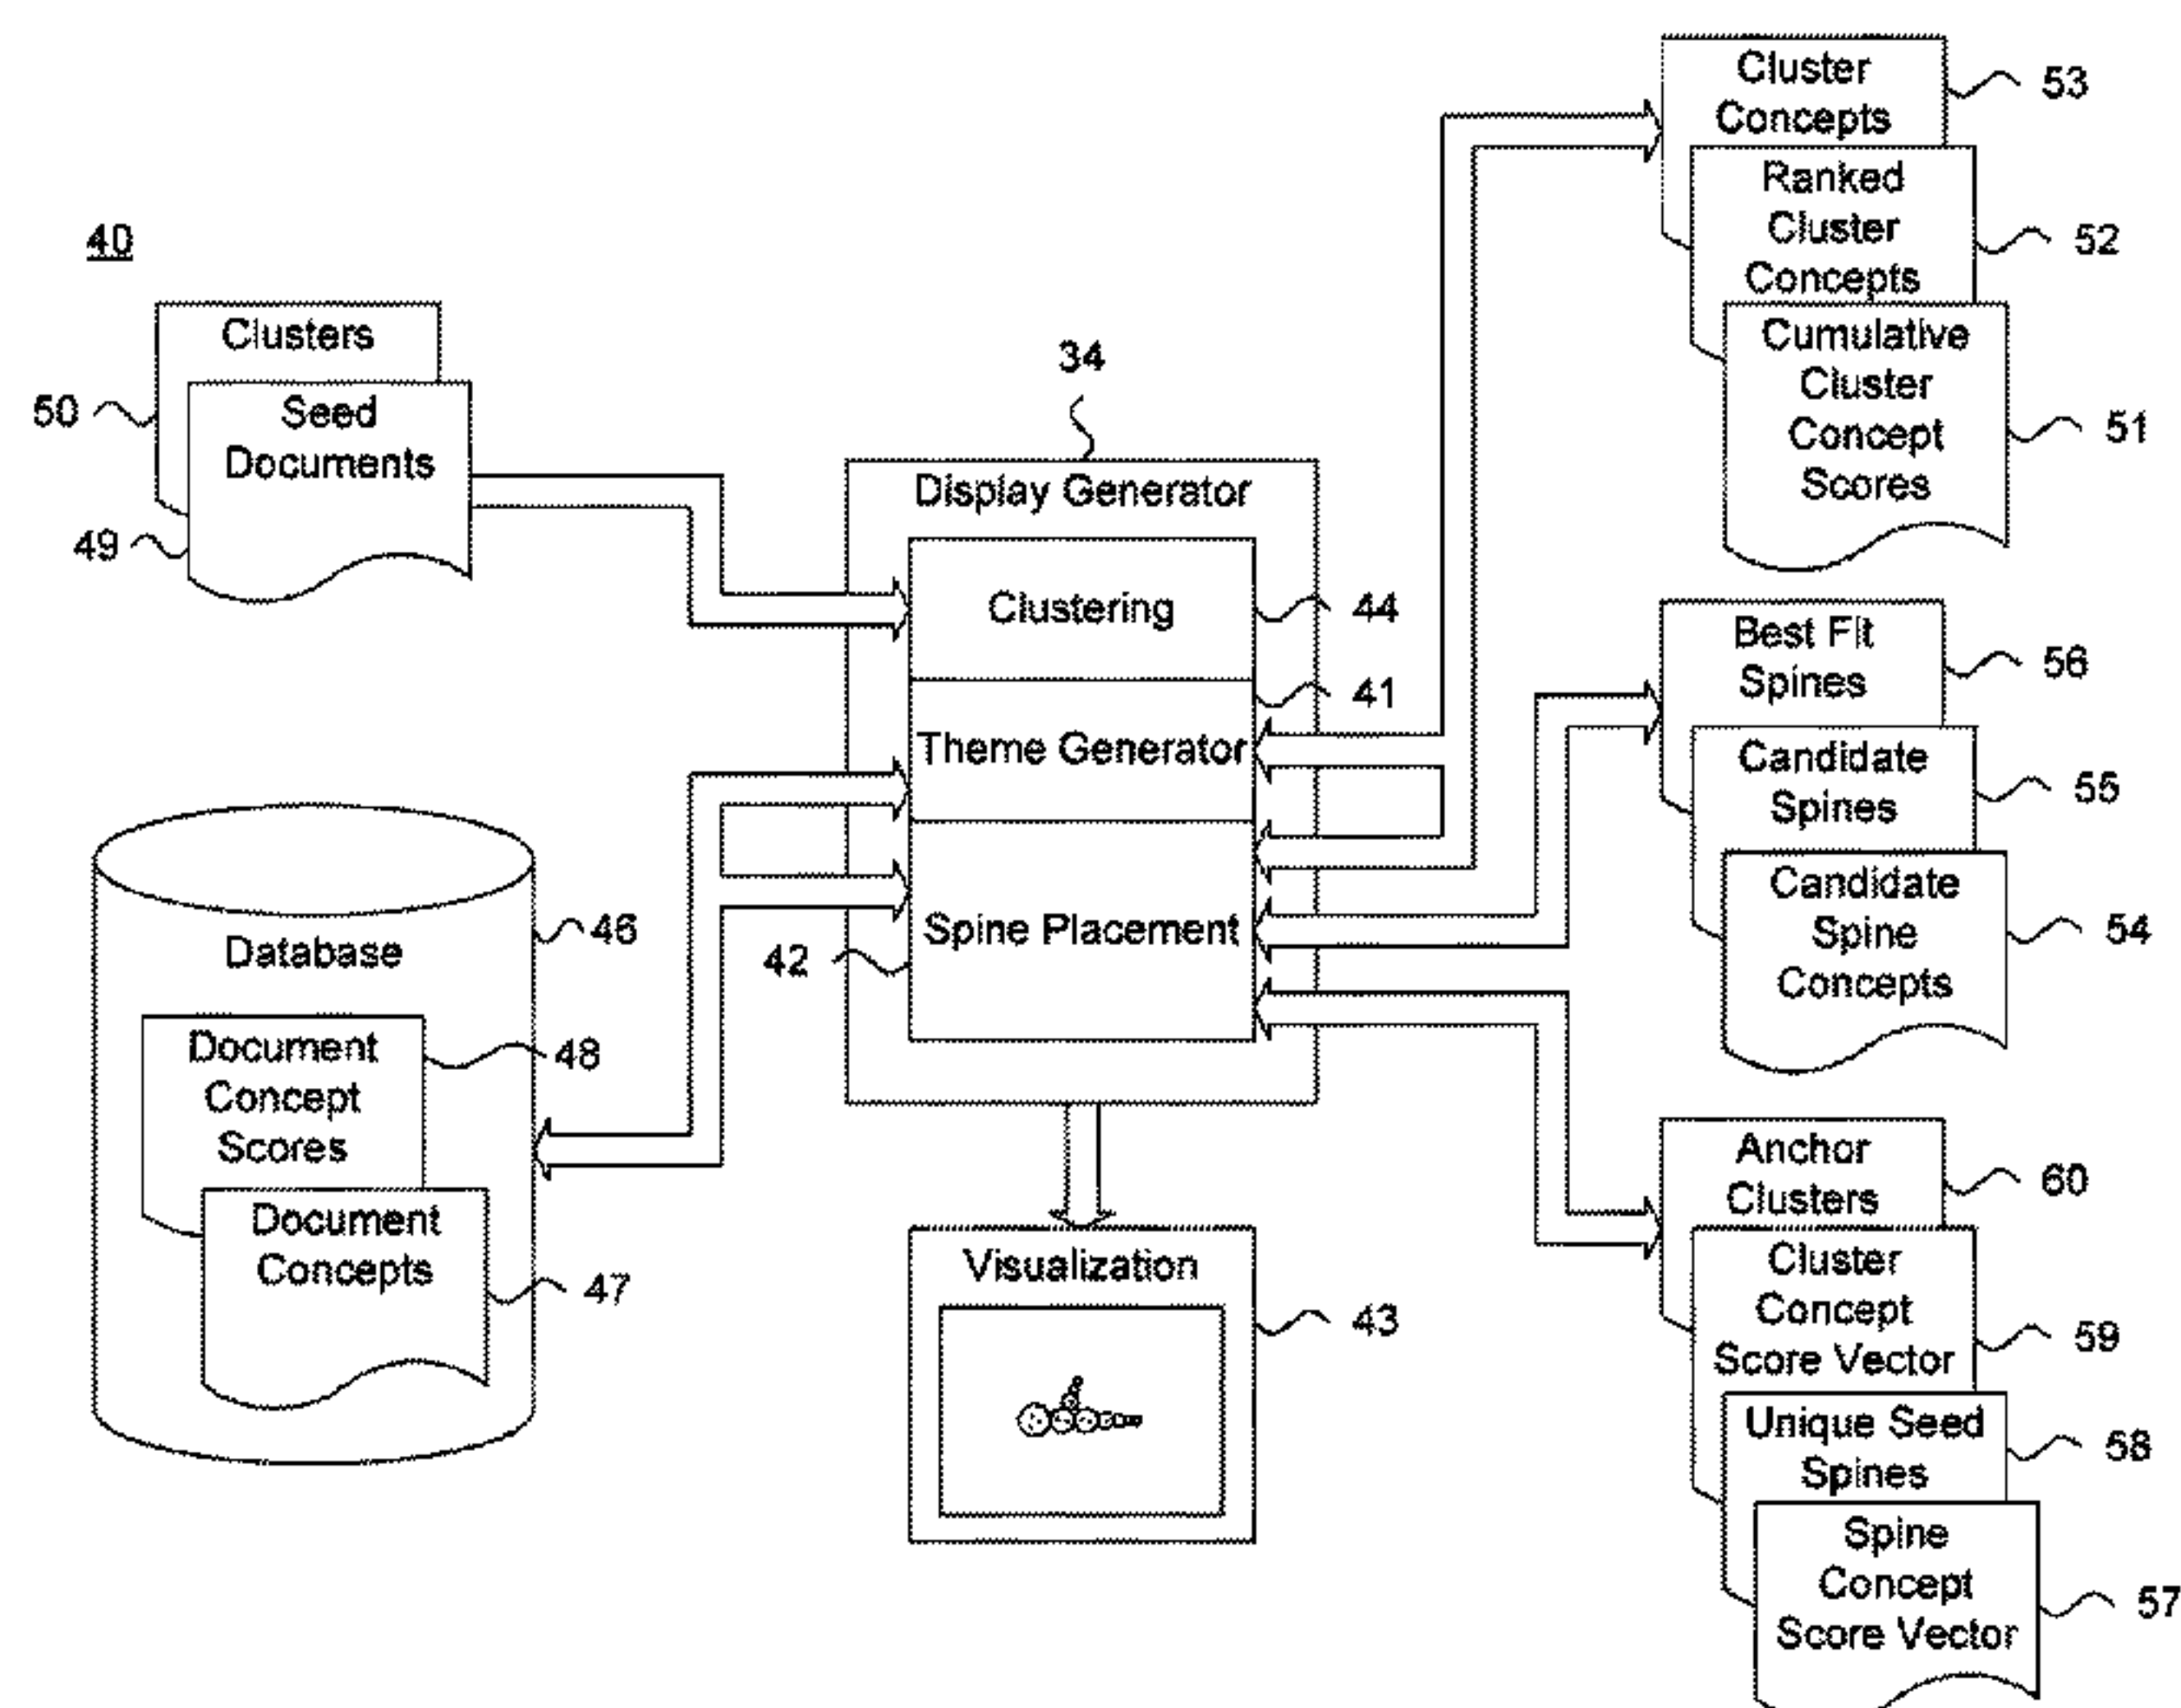 40
Clusters
50
Seed
Documents
49
34
Display Generator
Clustering
44
41
Theme Generator
Spine Placement
42
Database
46
Document
Concept
Scores
48
Document
Concepts
47
Visualization
43
Cluster
Concepts
53
Ranked
Cluster
Concepts
52
Cumulative
Cluster
Concept
Scores
51
Best Fit
Spines
56
Candidate
Spines
55
Candidate
Spine
Concepts
54
Anchor
Clusters
60
Cluster
Concept
Score Vector
59
Unique Seed
Spines
58
Spine
Concept
Score Vector
57